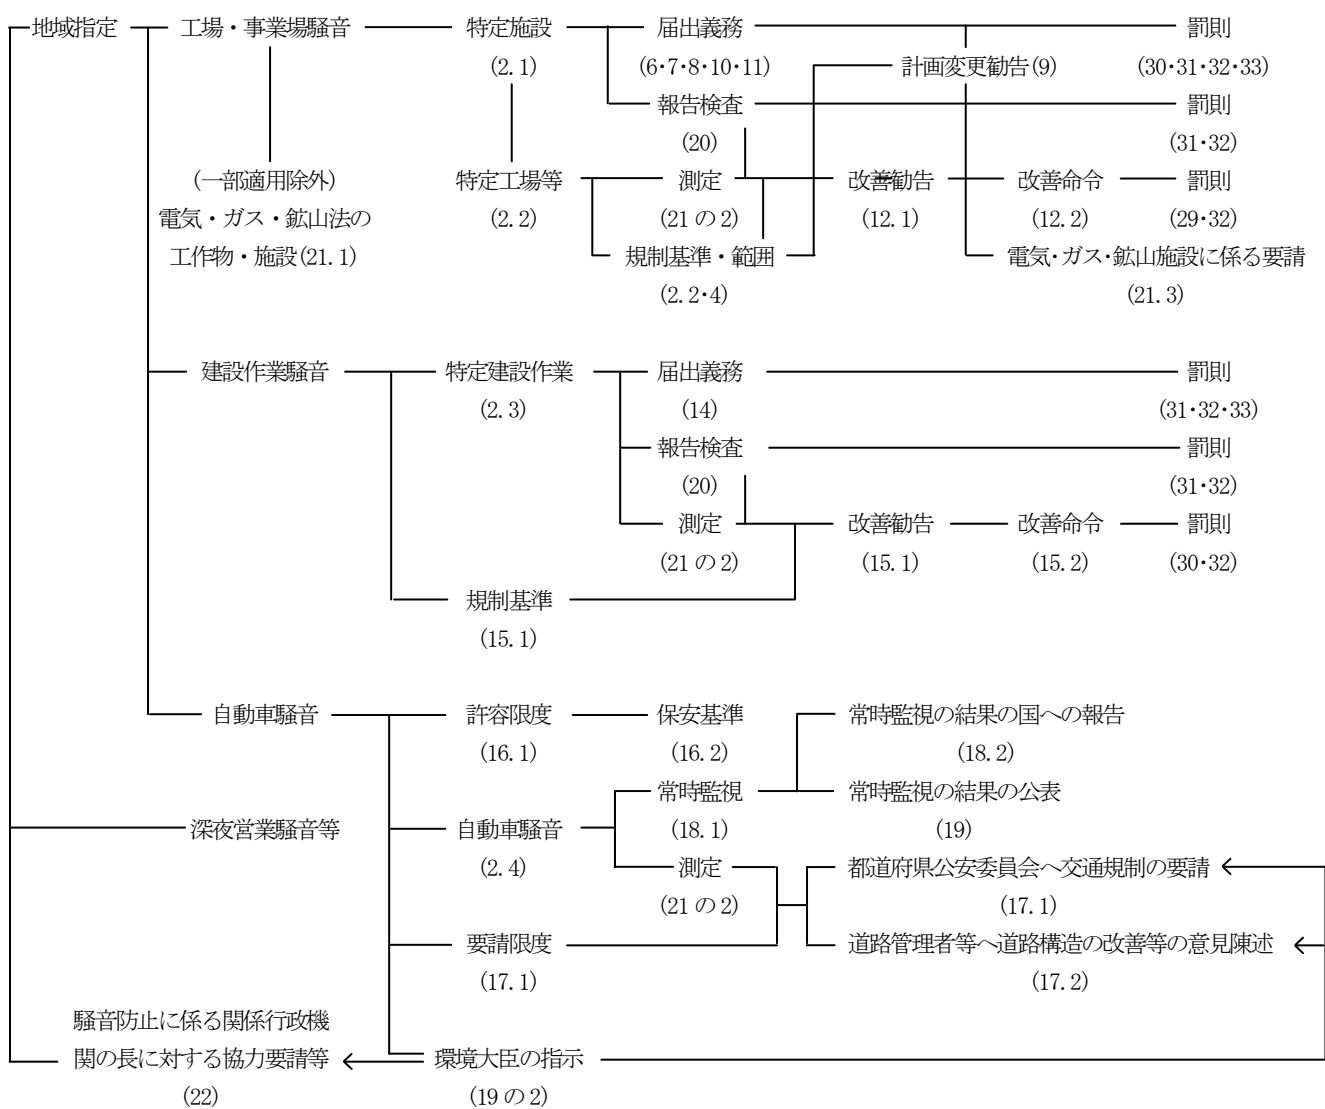 地域指定 工場・事業場騒音 特定施設 届出義務 罰則
(2.1) (6・7・8・10・11) 計画変更勧告(9) (30・31・32・33)
報告検査 罰則
(20) (31・32)
(一部適用除外) 特定工場等 測定 改善勧告 改善命令 罰則
電気・ガス・鉱山法の (2.2) (21の2) (12.1) (12.2) (29・32)
工作物・施設(21.1) 規制基準・範囲 電気・ガス・鉱山施設に係る要請
(2.2・4) (21.3)
建設作業騒音 特定建設作業 届出義務 罰則
(2.3) (14) (31・32・33)
報告検査 罰則
(20) (31・32)
測定 改善勧告 改善命令 罰則
(21の2) (15.1) (15.2) (30・32)
規制基準
(15.1)
自動車騒音 許容限度 保安基準 常時監視の結果の国への報告
(16.1) (16.2) (18.2)
常時監視 常時監視の結果の公表
深夜営業騒音等 自動車騒音 (18.1) (19)
(2.4) 測定 都道府県公安委員会へ交通規制の要請
(21の2) (17.1)
要請限度 道路管理者等へ道路構造の改善等の意見陳述
(17.1) (17.2)
騒音防止に係る関係行政機
関の長に対する協力要請等 環境大臣の指示
(22) (19の2)